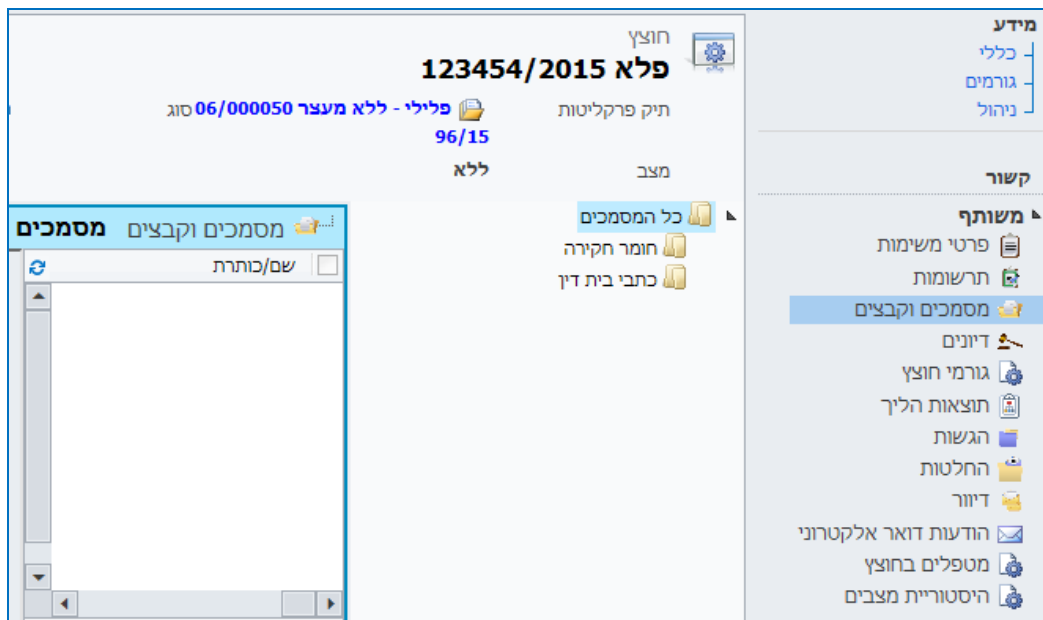 מידע
כללי
גורמים
ניהול
קשור
משותף
פרטי משימות
תרשומות
מסמכים וקבצים
דיונים
גורמי חוצץ
תוצאות הליך
הגשות
החלטות
דיוור
הודעות דואר אלקטרוני
מטפלים בחוצץ
היסטוריית מצבים
חוצץ
פלא 123454/2015
תיק פרקליטות פלילי - ללא מעצר 06/000050 סוג
96/15
מצב ללא
כל המסמכים
חומר חקירה
כתבי בית דין
מסמכים וקבצים מסמכים
שם/כותרת